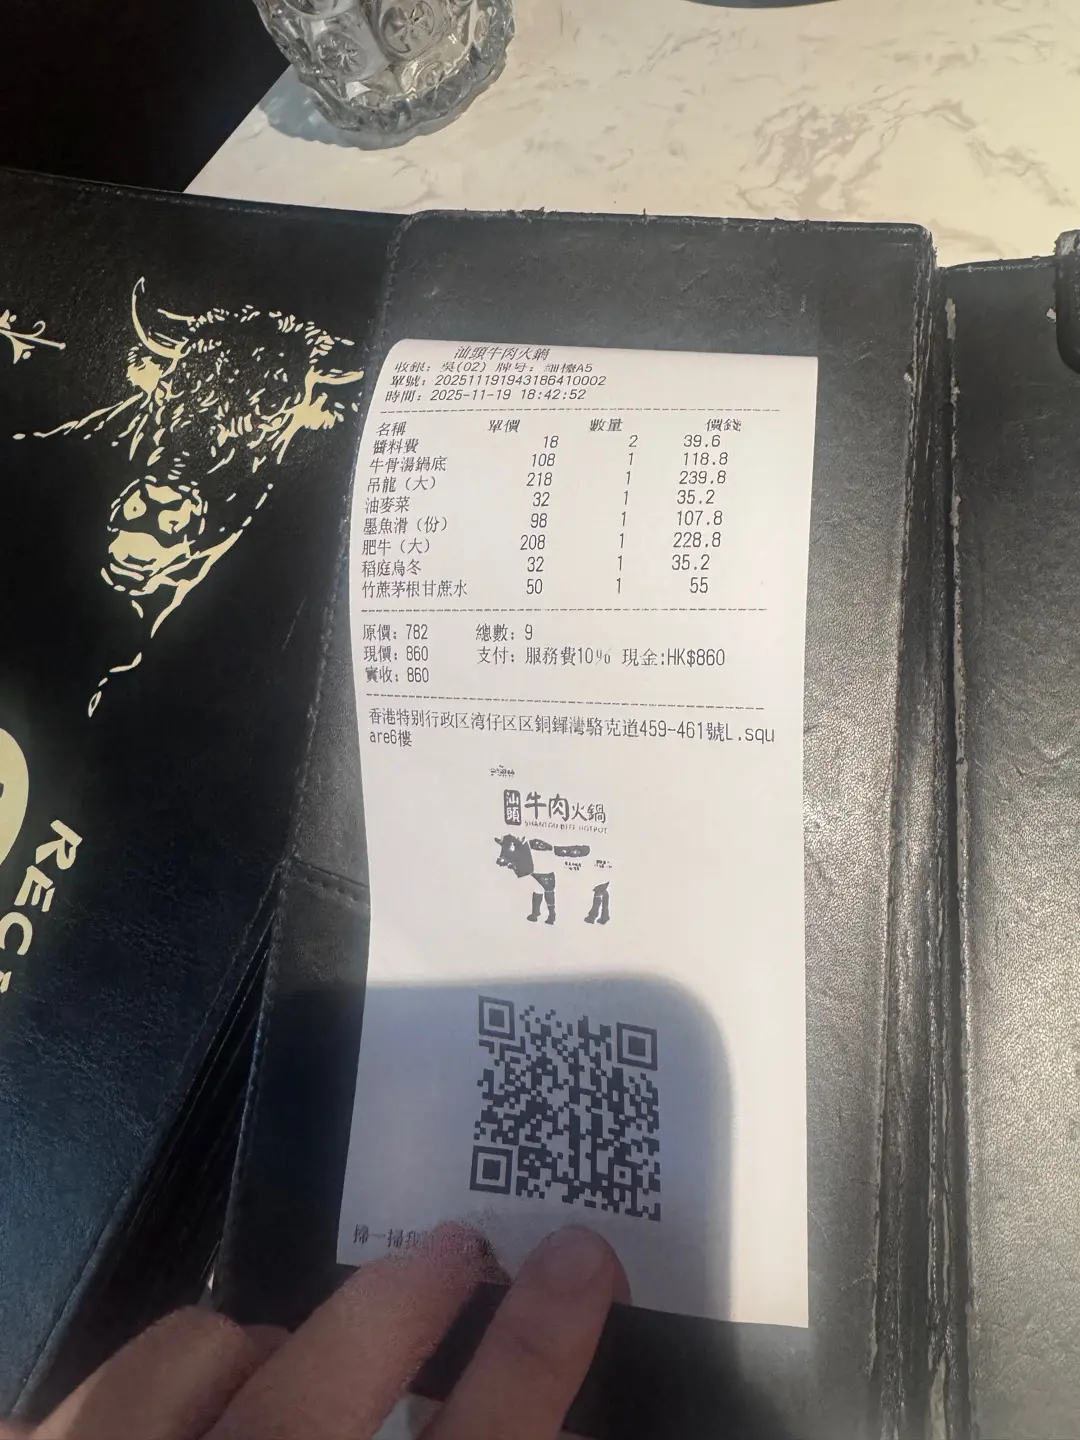 汕頭牛肉火鍋
收銀: 吳(02) 牌号: 細檯A5
單號: 202511191943186410002
時間: 2025-11-19 18:42:52
名稱 單價 數量 價錢
醬料費 18 2 39.6
牛骨湯鍋底 108 1 118.8
吊龍（大） 218 1 239.8
油麥菜 32 1 35.2
墨魚滑（份） 98 1 107.8
肥牛（大） 208 1 228.8
稻庭烏冬 32 1 35.2
竹蔗茅根甘蔗水 50 1 55
原價: 782 總數: 9
現價: 860 支付: 服務費10% 現金:HK$860
實收: 860
香港特別行政区湾仔区区銅鑼灣駱克道459-461號L.squ
are6樓
汕頭 牛肉火鍋
SHANTOU BEEF HOTPOT
掃一掃我
REC